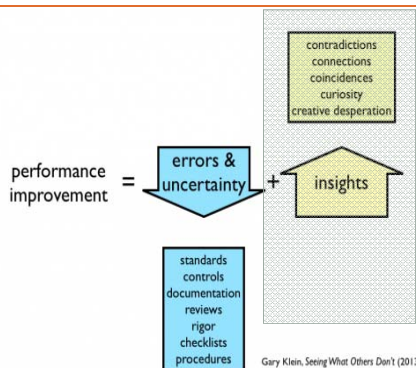 contradictions
connections
coincidences
curiosity
creative desperation
performance
improvement
=
errors &
uncertainty
+
insights
standards
controls
documentation
reviews
rigor
checklists
procedures
Gary Klein, Seeing What Others Don't (2013